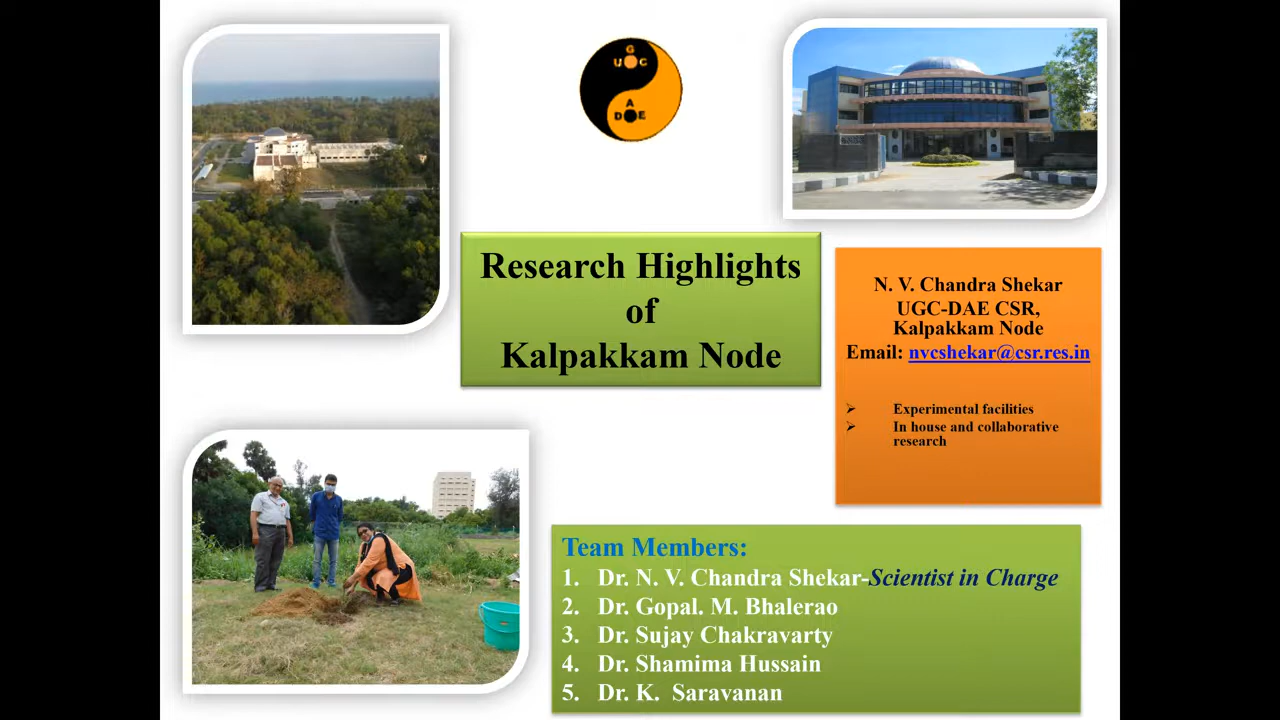 G
U G C
A
D A E
Research Highlights
of
Kalpakkam Node
N. V. Chandra Shekar
UGC-DAE CSR,
Kalpakkam Node
Email: nvcshekar@csr.res.in
➢ Experimental facilities
➢ In house and collaborative
research
Team Members:
1. Dr. N. V. Chandra Shekar-Scientist in Charge
2. Dr. Gopal. M. Bhalerao
3. Dr. Sujay Chakravarty
4. Dr. Shamima Hussain
5. Dr. K. Saravanan